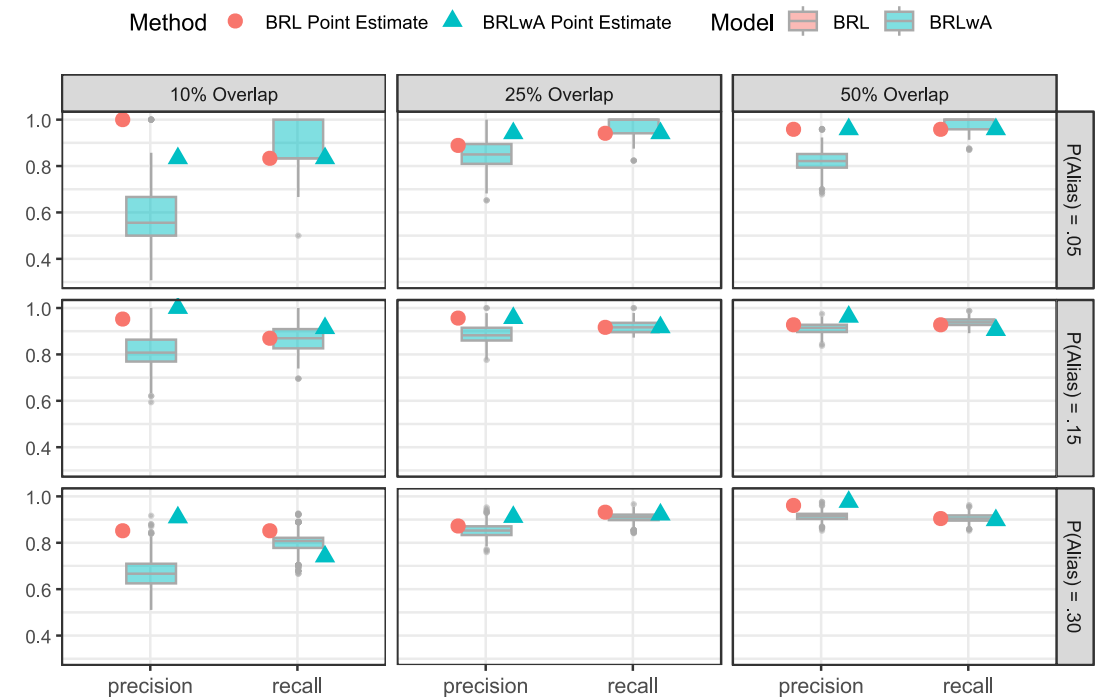 Method BRL Point Estimate BRLwA Point Estimate Model BRL BRLwA
10% Overlap 25% Overlap 50% Overlap
1.0
0.8
0.6
0.4
P(Alias) = .05
1.0
0.8
0.6
0.4
P(Alias) = .15
1.0
0.8
0.6
0.4
P(Alias) = .30
precision recall precision recall precision recall